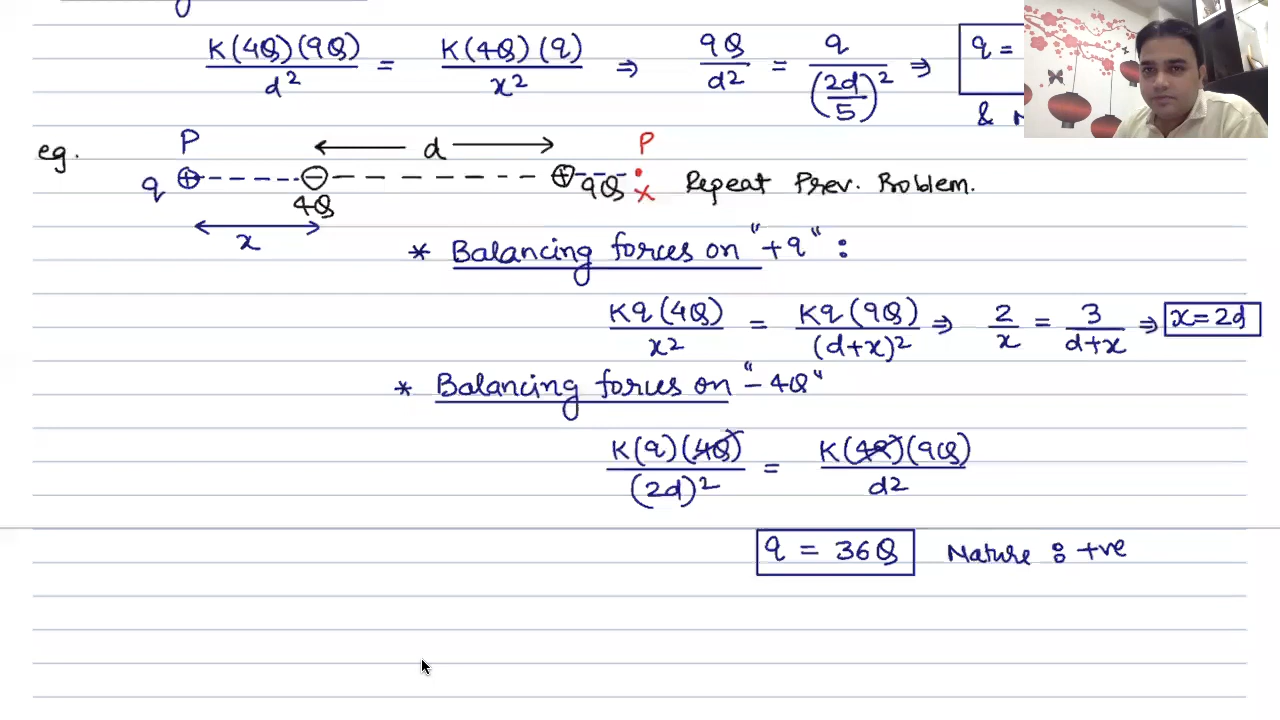 K(4Q)(9Q)/d² = K(4Q)(q)/x² ⇒ 9Q/d² = q/(2d/5)² ⇒ q =
&
eg. P d P
q ⊕ ⊖ 4Q ⊕ 9Q x Repeat Prev. Problem.
x
* Balancing forces on "+q" :
Kq(4Q)/x² = Kq(9Q)/(d+x)² ⇒ 2/x = 3/d+x ⇒ x=2d
* Balancing forces on "-4Q"
K(q)(4Q)/(2d)² = K(4Q)(9Q)/d2
q = 36Q Nature : +ve